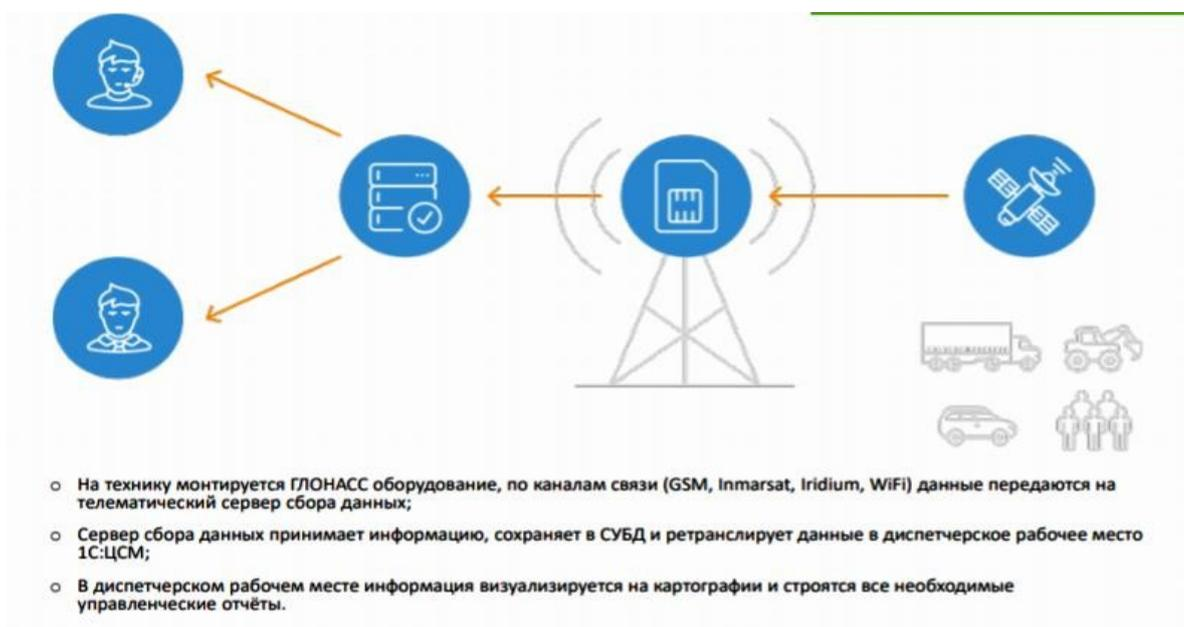 ○ На технику монтируется ГЛОНАСС оборудование, по каналам связи (GSM, Inmarsat, Iridium, WiFi) данные передаются на
телематический сервер сбора данных;
○ Сервер сбора данных принимает информацию, сохраняет в СУБД и ретранслирует данные в диспетчерское рабочее место
1С:ЦСМ;
○ В диспетчерском рабочем месте информация визуализируется на картографии и строятся все необходимые
управленческие отчёты.